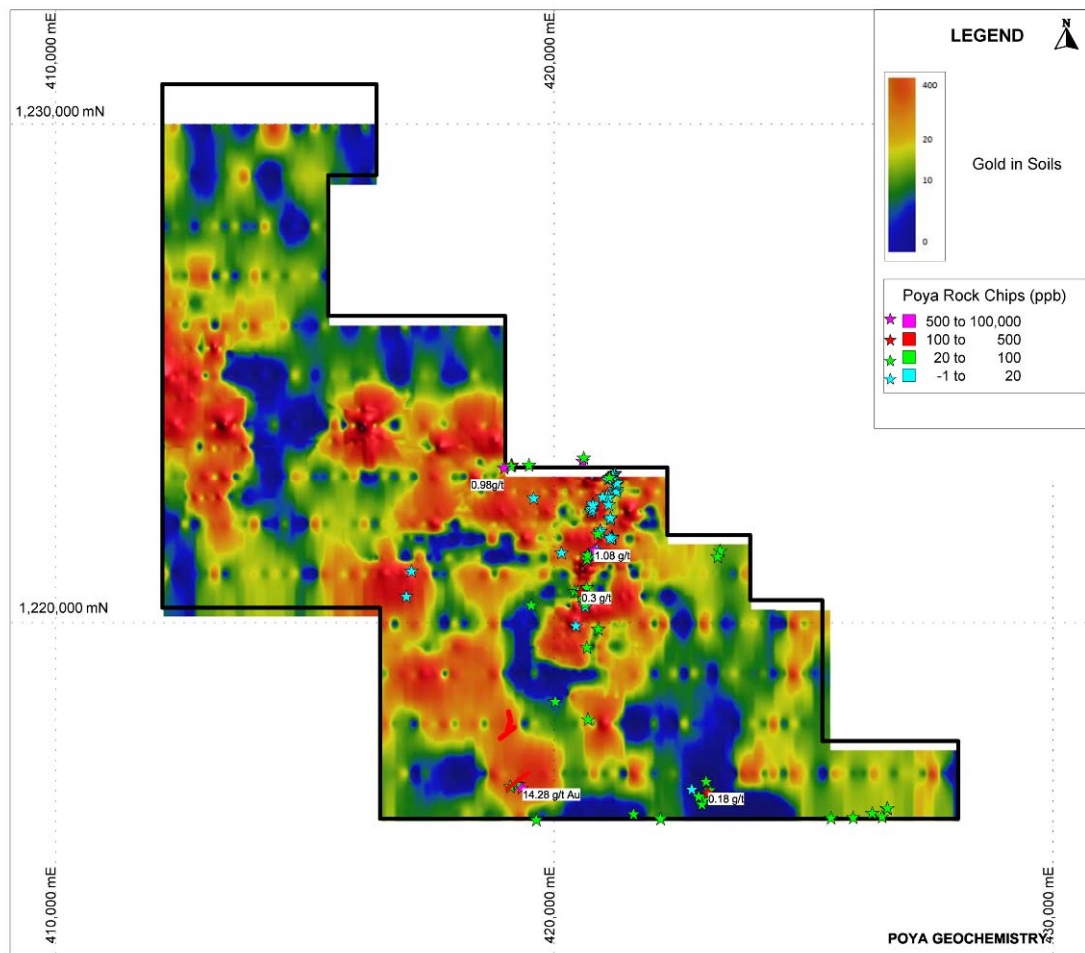 410,000 mE
420,000 mE
LEGEND
N
400
20
10
0
Gold in Soils
1,230,000 mN
Poya Rock Chips (ppb)
500 to 100,000
100 to 500
20 to 100
-1 to 20
0.98g/t
1.08 g/t
0.3 g/t
1,220,000 mN
14.28 g/t Au
0.18 g/t
410,000 mE
420,000 mE
430,000 mE
POYA GEOCHEMISTRY